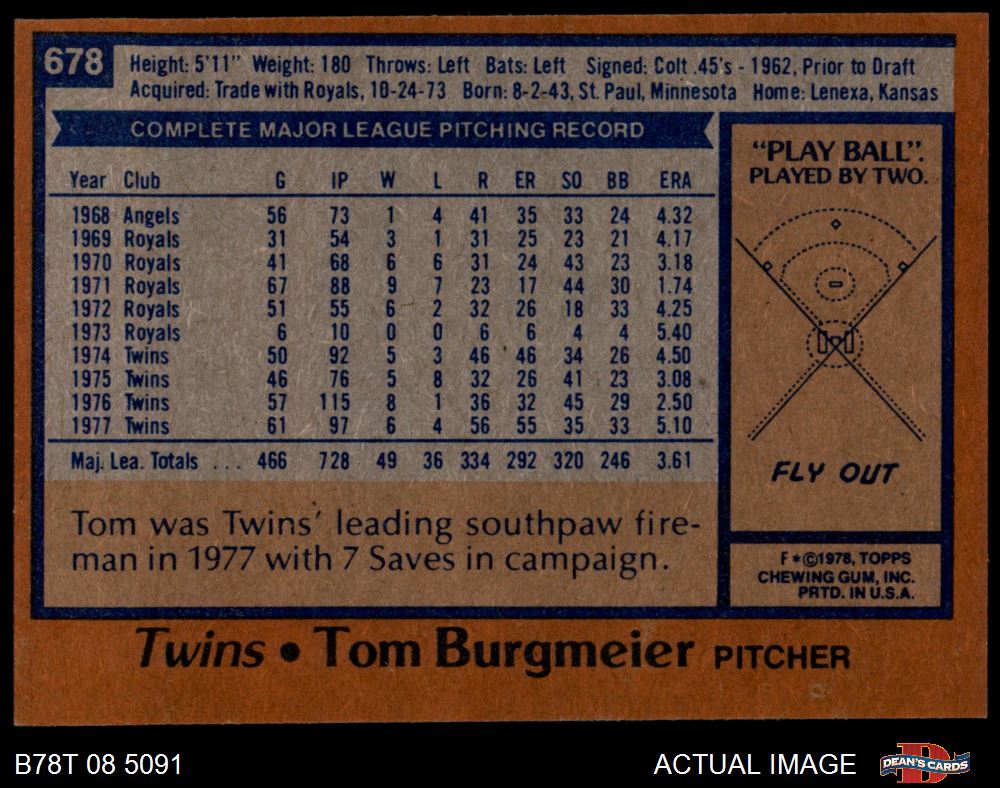 678
Height: 5'11" Weight: 180 Throws: Left Bats: Left Signed: Colt .45's - 1962, Prior to Draft
Acquired: Trade with Royals, 10-24-73 Born: 8-2-43, St. Paul, Minnesota Home: Lenexa, Kansas
COMPLETE MAJOR LEAGUE PITCHING RECORD
Year Club G IP W L R ER SO BB ERA
1968 Angels 56 73 1 4 41 35 33 24 4.32
1969 Royals 31 54 3 1 31 25 23 21 4.17
1970 Royals 41 68 6 6 31 24 43 23 3.18
1971 Royals 67 88 9 7 23 17 44 30 1.74
1972 Royals 51 55 6 2 32 26 18 33 4.25
1973 Royals 6 10 0 0 6 6 4 4 5.40
1974 Twins 50 92 5 3 46 46 34 26 4.50
1975 Twins 46 76 5 8 32 26 41 23 3.08
1976 Twins 57 115 8 1 36 32 45 29 2.50
1977 Twins 61 97 6 4 56 55 35 33 5.10
Maj. Lea. Totals ... 466 728 49 36 334 292 320 246 3.61
Tom was Twins' leading southpaw fire-
man in 1977 with 7 Saves in campaign.
"PLAY BALL".
PLAYED BY TWO.
FLY OUT
F*©1978, TOPPS
CHEWING GUM, INC.
PRTD. IN U.S.A.
Twins • Tom Burgmeier PITCHER
B78T 08 5091
ACTUAL IMAGE
DEAN'S CARDS